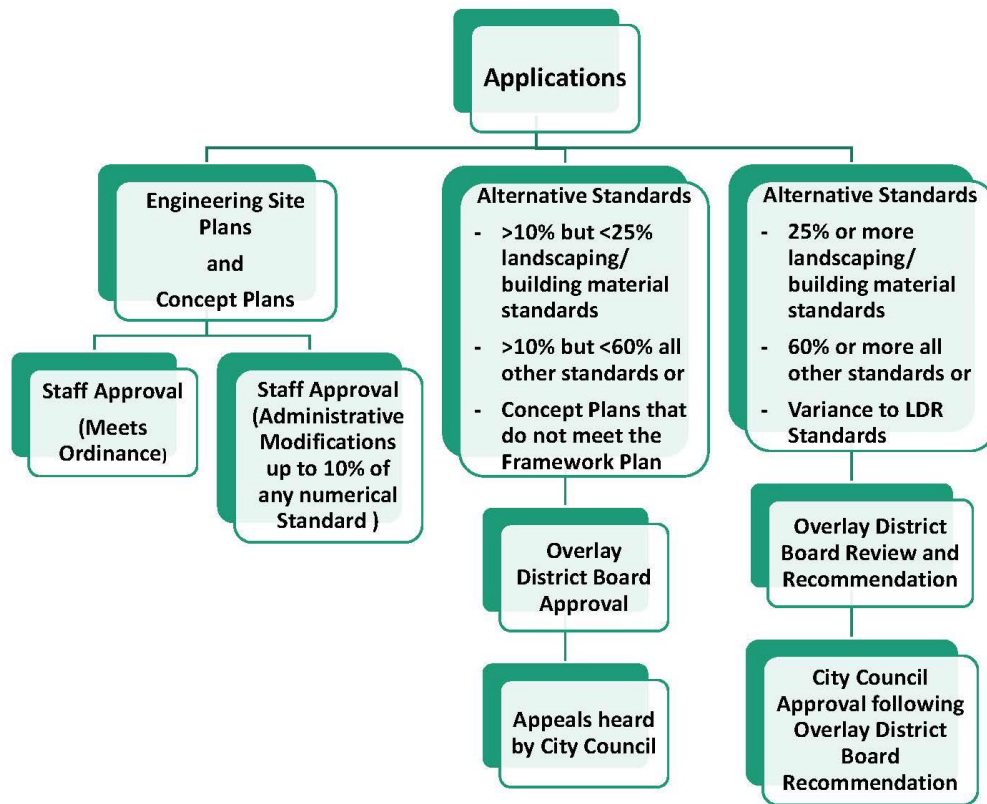 Applications
Engineering Site
Plans
and
Concept Plans
Staff Approval
(Meets
Ordinance)
Staff Approval
(Administrative
Modifications
up to 10% of
any numerical
Standard )
Alternative Standards
- >10% but <25%
landscaping/
building material
standards
- >10% but <60% all
other standards or
- Concept Plans that
do not meet the
Framework Plan
Overlay
District Board
Approval
Appeals heard
by City Council
Alternative Standards
- 25% or more
landscaping/
building material
standards
- 60% or more all
other standards or
- Variance to LDR
Standards
Overlay District
Board Review and
Recommendation
City Council
Approval following
Overlay District
Board
Recommendation